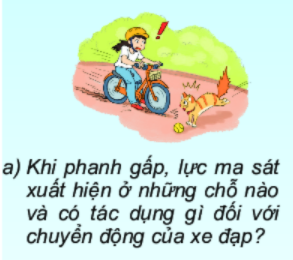 !
a) Khi phanh gấp, lực ma sát
xuất hiện ở những chỗ nào
và có tác dụng gì đối với
chuyển động của xe đạp?